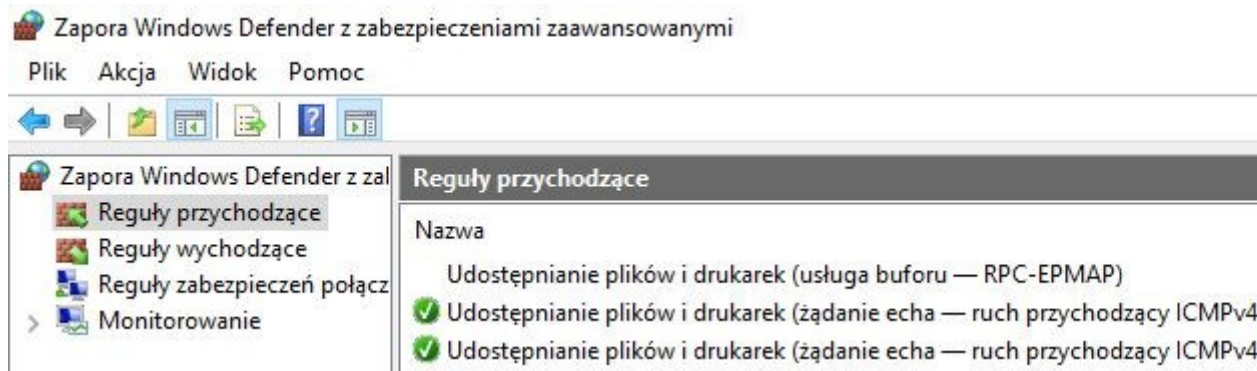 Zapora Windows Defender z zabezpieczeniami zaawansowanymi
Plik Akcja Widok Pomoc
Zapora Windows Defender z zal
Reguły przychodzące
Reguły wychodzące
Reguły zabezpieczeń połącz
Monitorowanie
Reguły przychodzące
Nazwa
Udostępnianie plików i drukarek (usługa buforu — RPC-EPMAP)
Udostępnianie plików i drukarek (żądanie echa — ruch przychodzący ICMPv4
Udostępnianie plików i drukarek (żądanie echa — ruch przychodzący ICMPv4